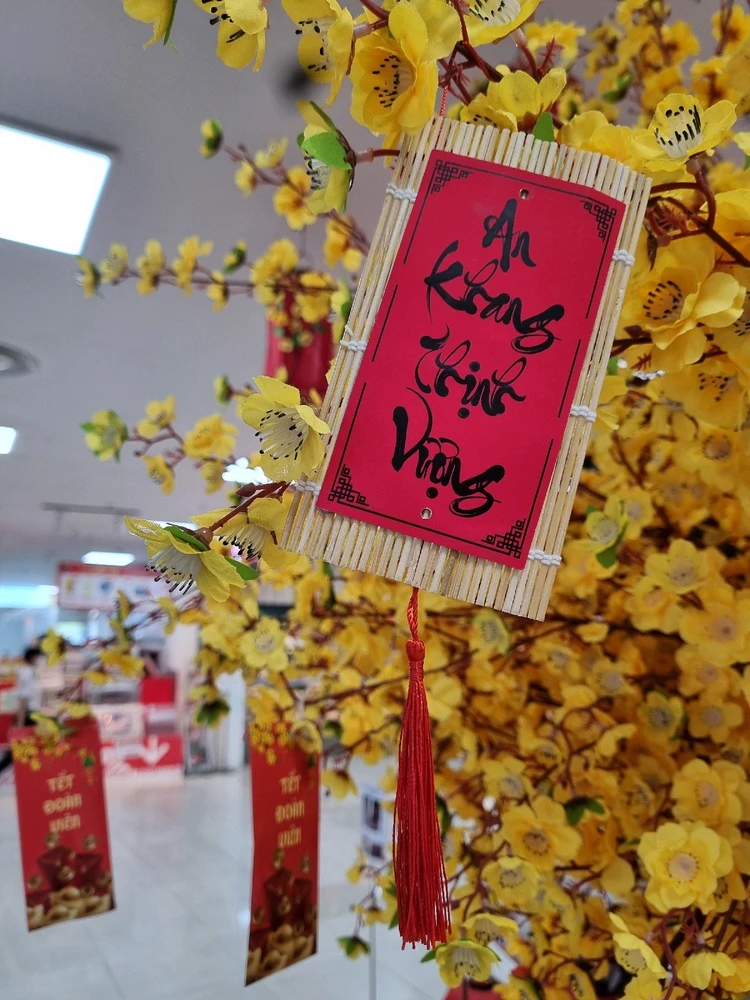 An
Khang
Thịnh
Vượng
TẾT
ĐOÀN
VIÊN
TẾT
ĐOÀN
VIÊN